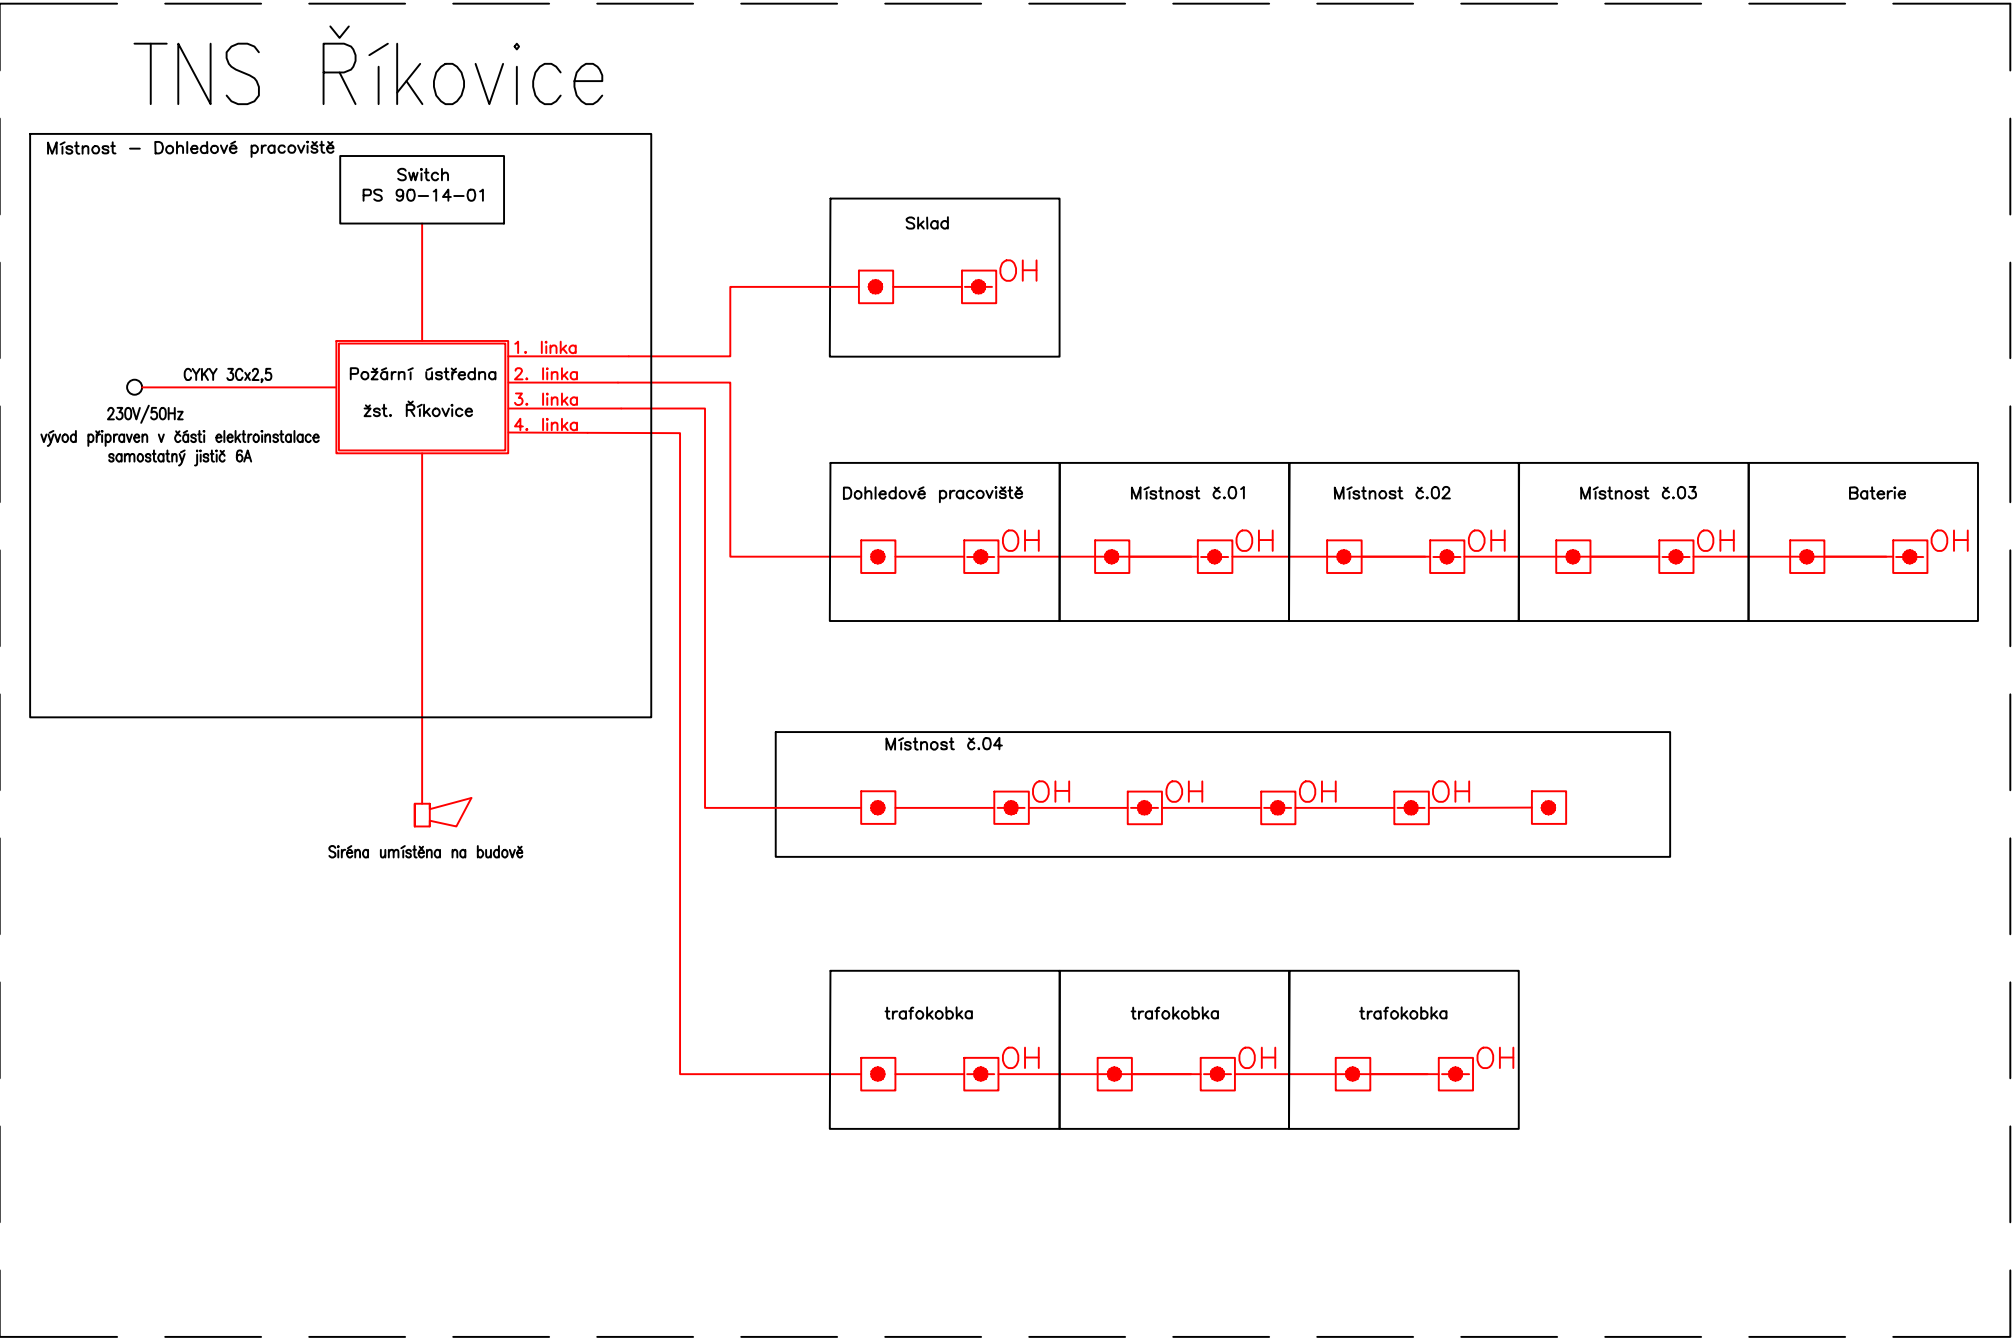 TNS Říkovice
Místnost – Dohledové pracoviště
Switch
PS 90–14–01
Sklad
OH
1. linka
2. linka
3. linka
4. linka
Požární ústředna
žst. Říkovice
CYKY 3Cx2,5
230V/50Hz
vývod připraven v části elektroinstalace
samostatný jistič 6A
Dohledové pracoviště
Místnost č.01
Místnost č.02
Místnost č.03
Baterie
OH
OH
OH
OH
OH
Místnost č.04
OH
OH
OH
OH
Siréna umístěna na budově
trafokobka
trafokobka
trafokobka
OH
OH
OH